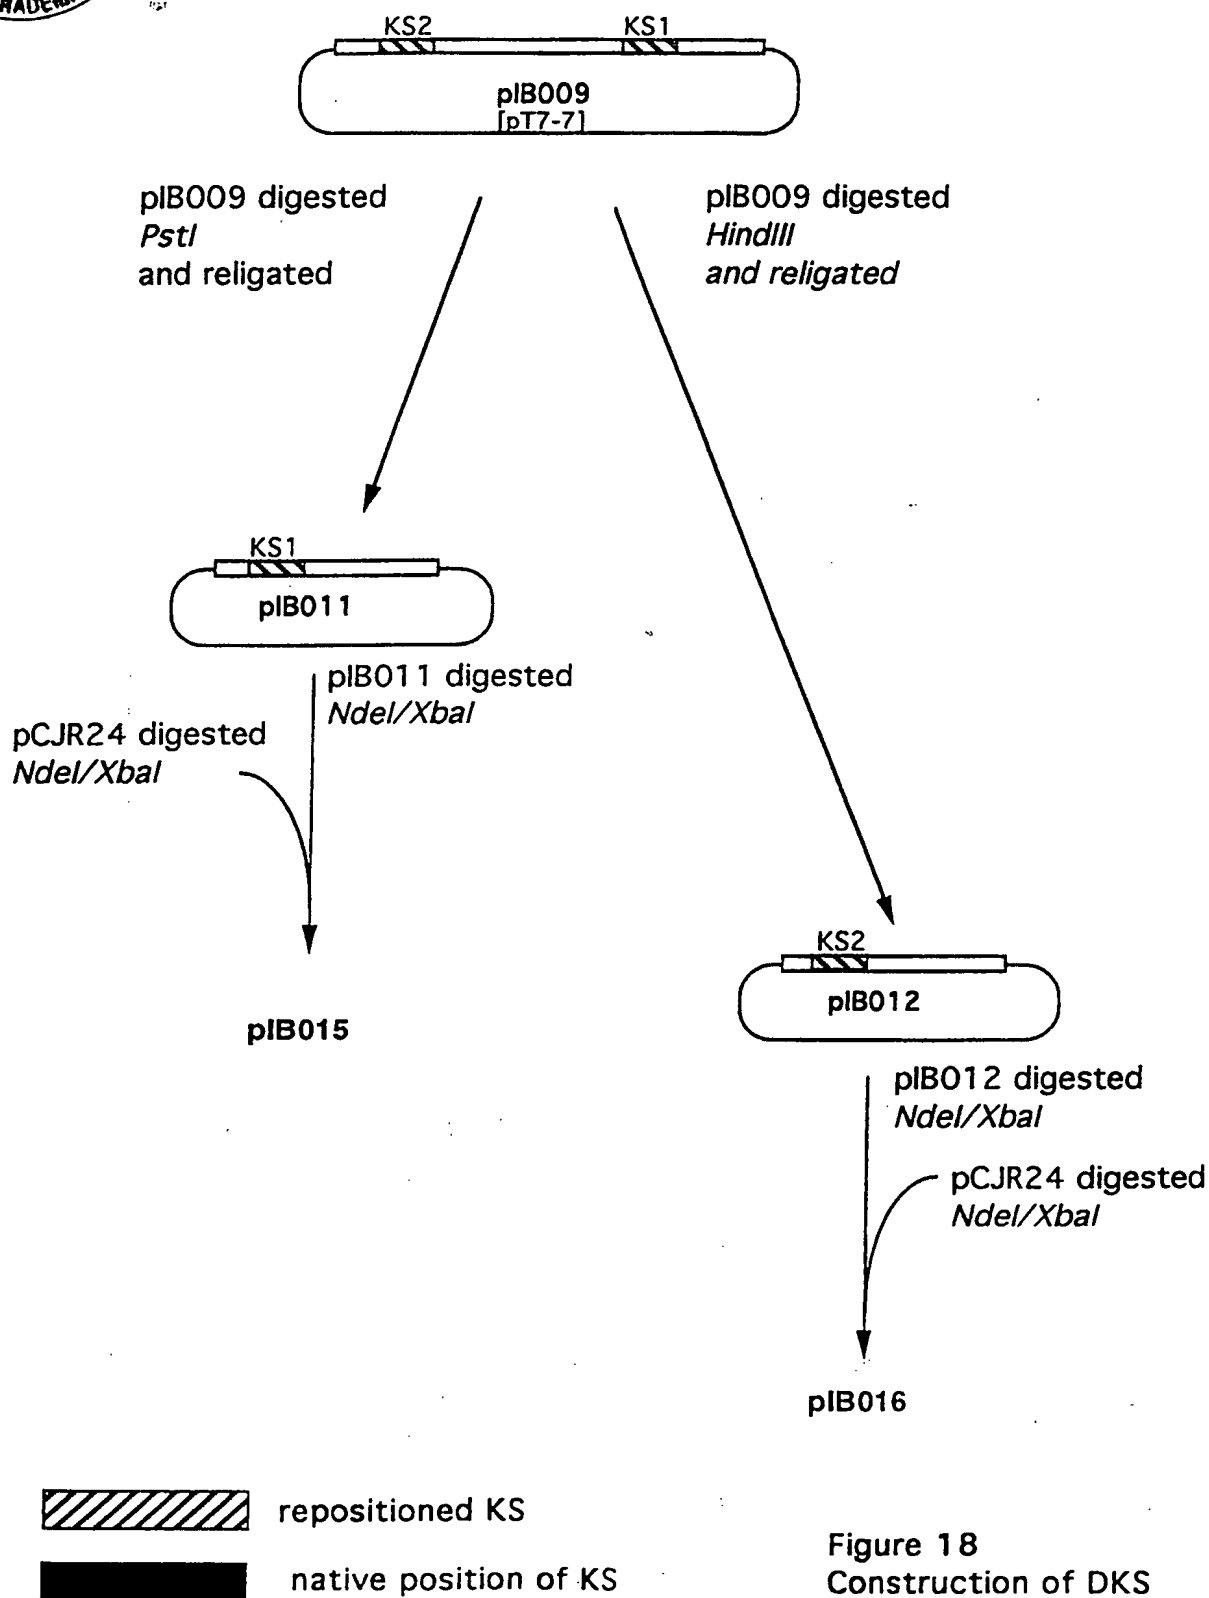 KS2
KS1
pIB009
[pT7-7]
pIB009 digested
PstI
and religated
pIB009 digested
HindIII
and religated
KS1
pIB011
pIB011 digested
NdeI/XbaI
pCJR24 digested
NdeI/XbaI
pIB015
KS2
pIB012
pIB012 digested
NdeI/XbaI
pCJR24 digested
NdeI/XbaI
pIB016
repositioned KS
native position of KS
Figure 18
Construction of DKS